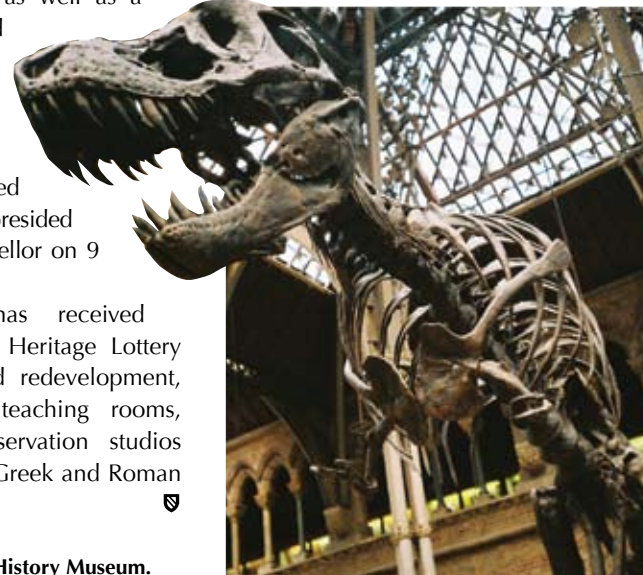 as well as a
ed
presided
ellor on 9
has received
Heritage Lottery
d redevelopment,
teaching rooms,
servation studios
Greek and Roman
History Museum.